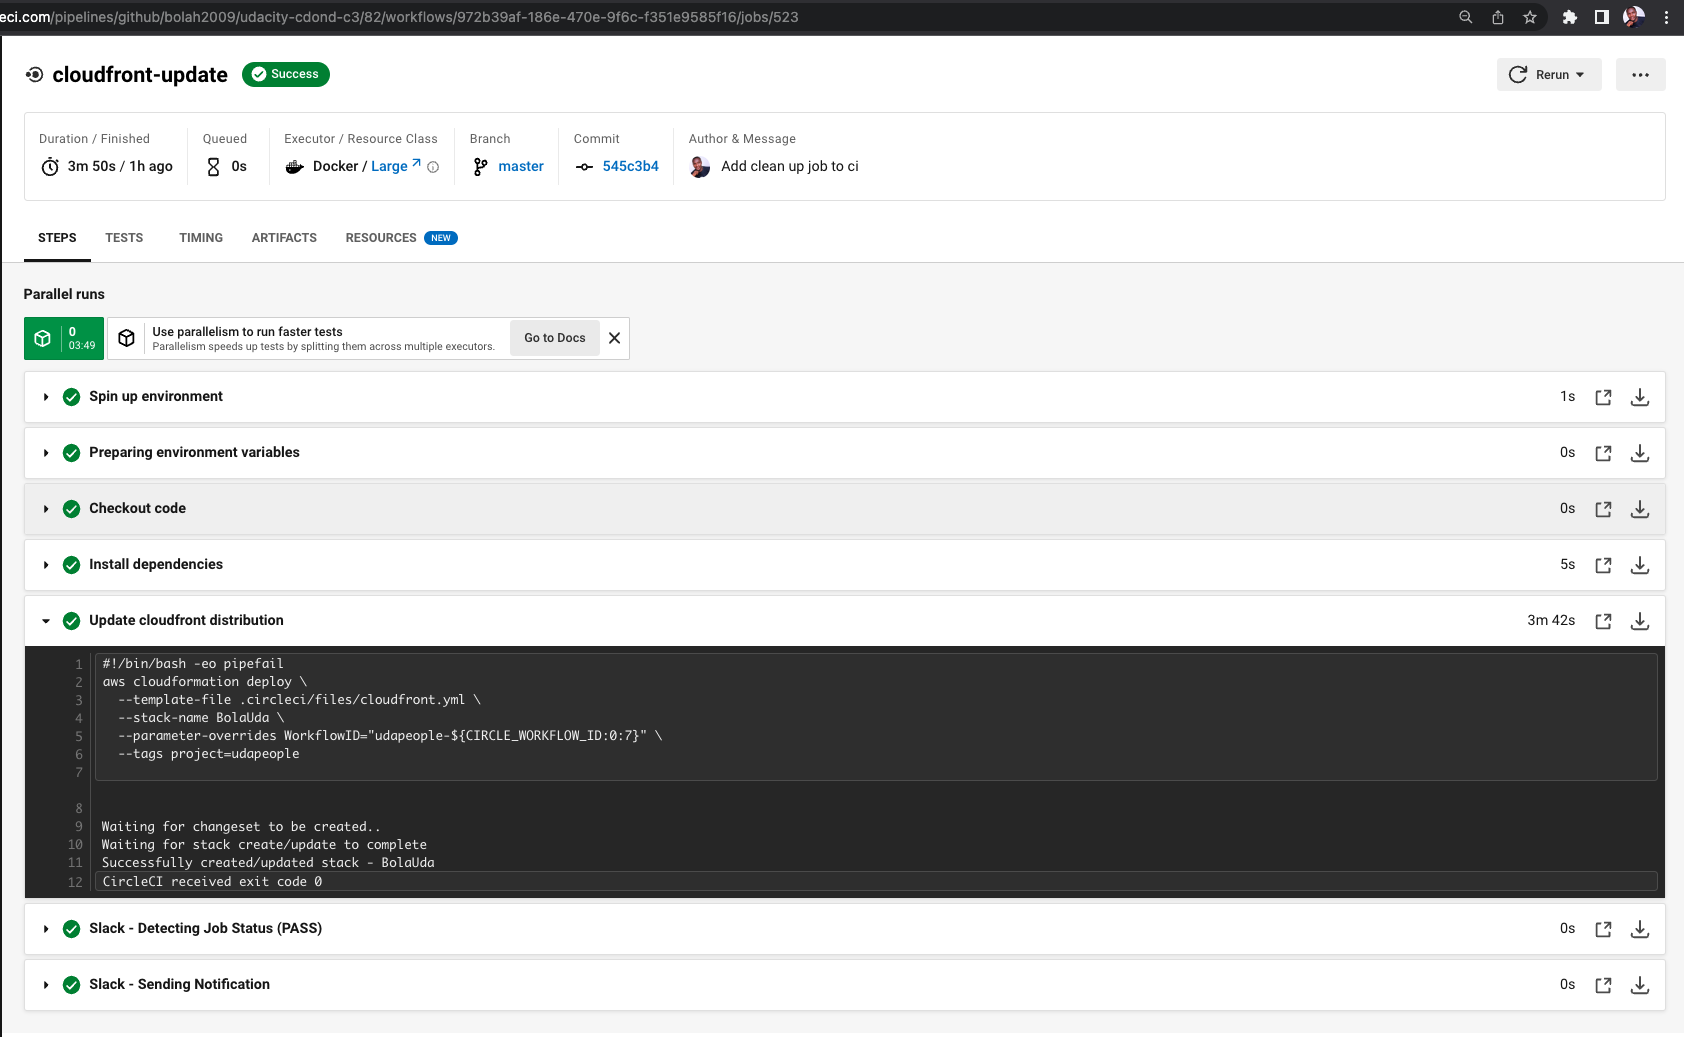 eci.com/pipelines/github/bolah2009/udacity-cdond-c3/82/workflows/972b39af-186e-470e-9f6c-f351e9585f16/jobs/523
cloudfront-update
Success
Rerun
Duration / Finished
3m 50s / 1h ago
Queued
0s
Executor / Resource Class
Docker / Large
Branch
master
Commit
545c3b4
Author & Message
Add clean up job to ci
STEPS TESTS TIMING ARTIFACTS RESOURCES NEW
Parallel runs
0
03:49
Use parallelism to run faster tests
Parallelism speeds up tests by splitting them across multiple executors.
Go to Docs
Spin up environment 1s
Preparing environment variables 0s
Checkout code 0s
Install dependencies 5s
Update cloudfront distribution 3m 42s
1 #!/bin/bash -eo pipefail
2 aws cloudformation deploy \
3 --template-file .circleci/files/cloudfront.yml \
4 --stack-name BolaUda \
5 --parameter-overrides WorkflowID="udapeople-${CIRCLE_WORKFLOW_ID:0:7}" \
6 --tags project=udapeople
7
8
9 Waiting for changeset to be created..
10 Waiting for stack create/update to complete
11 Successfully created/updated stack - BolaUda
12 CircleCI received exit code 0
Slack - Detecting Job Status (PASS) 0s
Slack - Sending Notification 0s